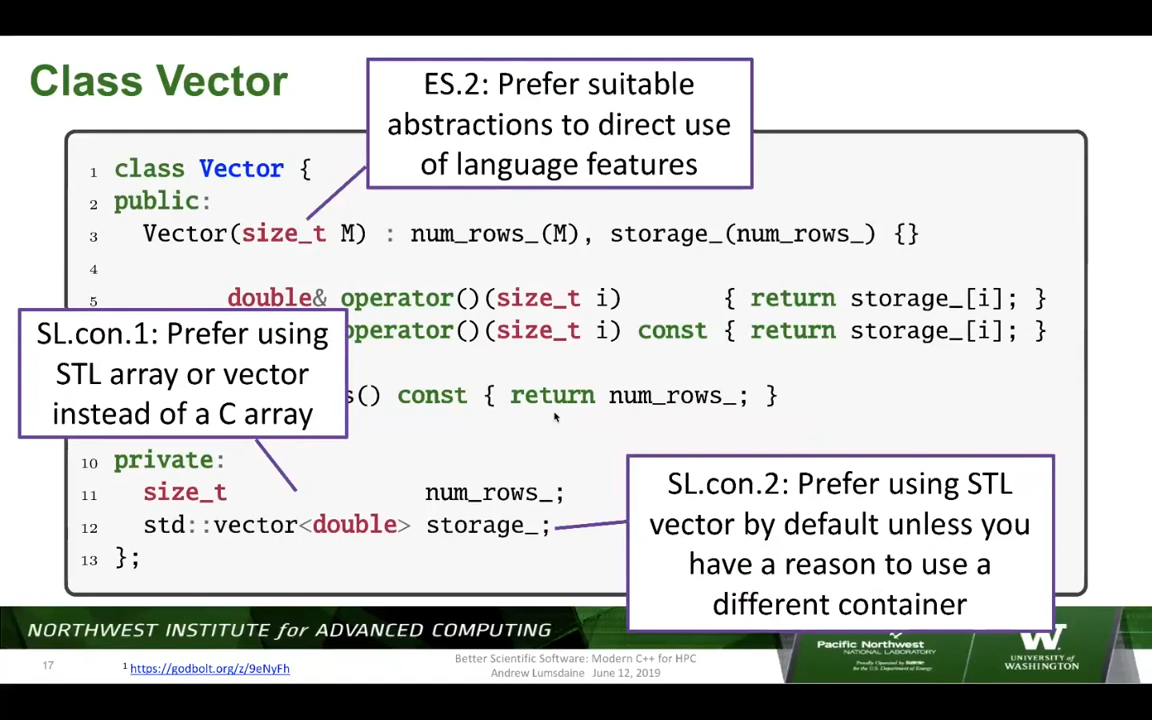 Class Vector
ES.2: Prefer suitable
abstractions to direct use
of language features
1 class Vector {
2 public:
3 Vector(size_t M) : num_rows_(M), storage_(num_rows_) {}
4
5 double& operator()(size_t i) { return storage_[i]; }
operator()(size_t i) const { return storage_[i]; }
SL.con.1: Prefer using
STL array or vector
instead of a C array
s() const { return num_rows_; }
10 private:
11 size_t num_rows_;
12 std::vector<double> storage_;
13 };
SL.con.2: Prefer using STL
vector by default unless you
have a reason to use a
different container
NORTHWEST INSTITUTE for ADVANCED COMPUTING
17
1 https://godbolt.org/z/9eNyFh
Better Scientific Software: Modern C++ for HPC
Andrew Lumsdaine June 12, 2019
Pacific Northwest
NATIONAL LABORATORY
W
UNIVERSITY of
WASHINGTON